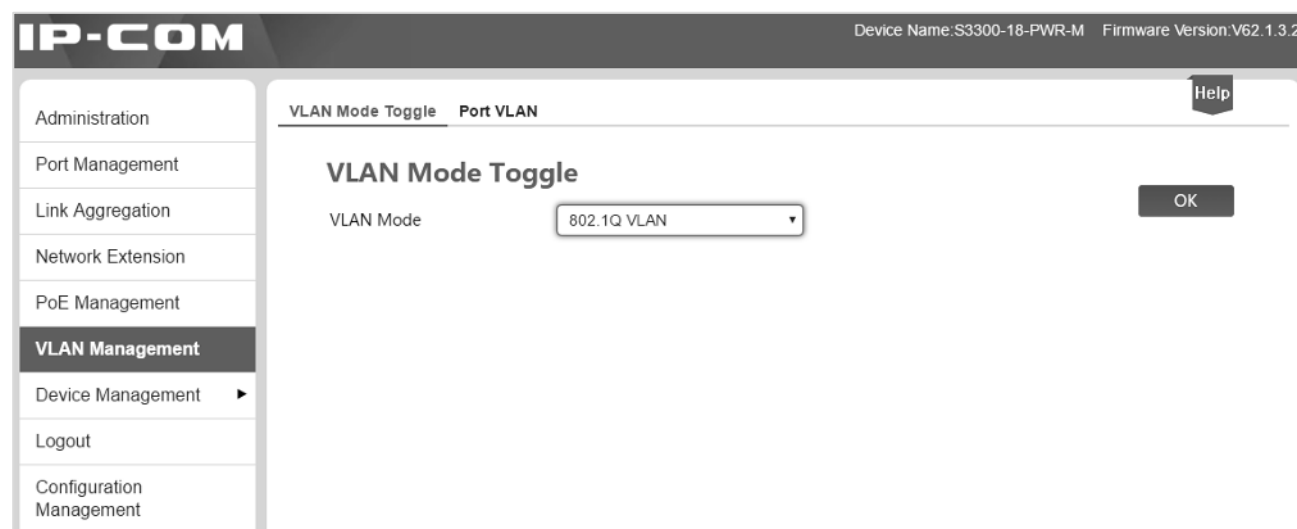 IP-COM
Device Name:S3300-18-PWR-M Firmware Version:V62.1.3.2
Help
Administration
Port Management
Link Aggregation
Network Extension
PoE Management
VLAN Management
Device Management
Logout
Configuration
Management
VLAN Mode Toggle Port VLAN
VLAN Mode Toggle
VLAN Mode 802.1Q VLAN
OK